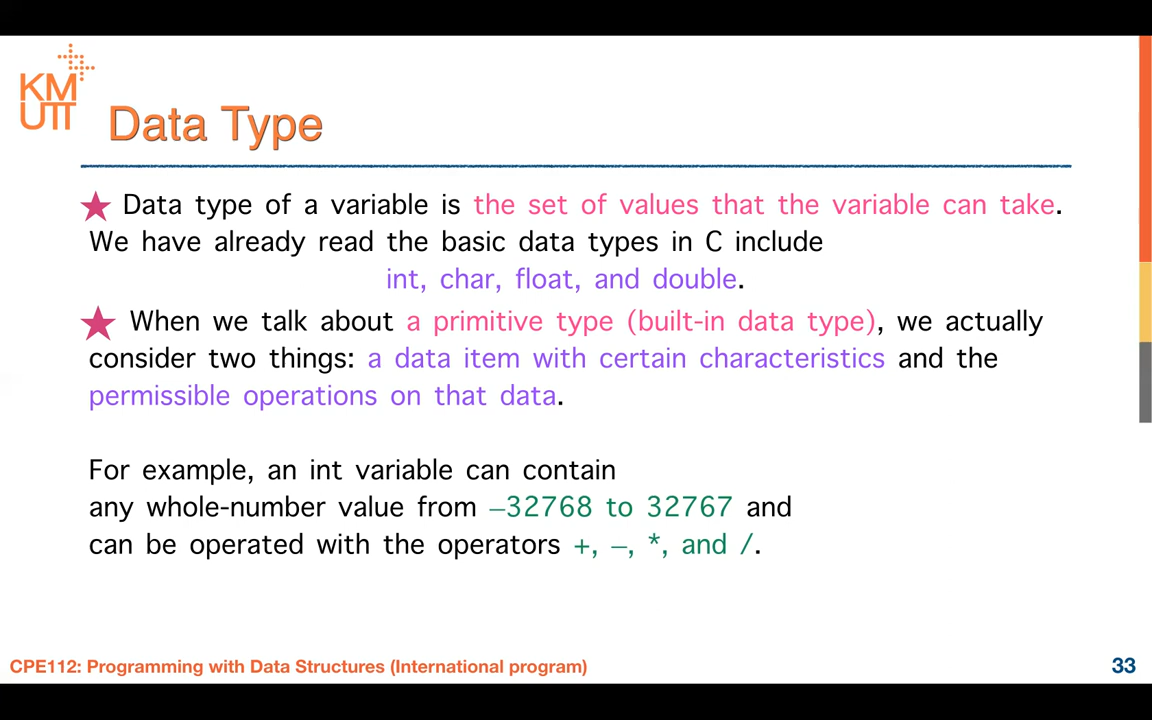 KM
UTT
Data Type
★ Data type of a variable is the set of values that the variable can take.
We have already read the basic data types in C include
int, char, float, and double.
★ When we talk about a primitive type (built-in data type), we actually
consider two things: a data item with certain characteristics and the
permissible operations on that data.
For example, an int variable can contain
any whole-number value from –32768 to 32767 and
can be operated with the operators +, –, *, and /.
CPE112: Programming with Data Structures (International program)
33